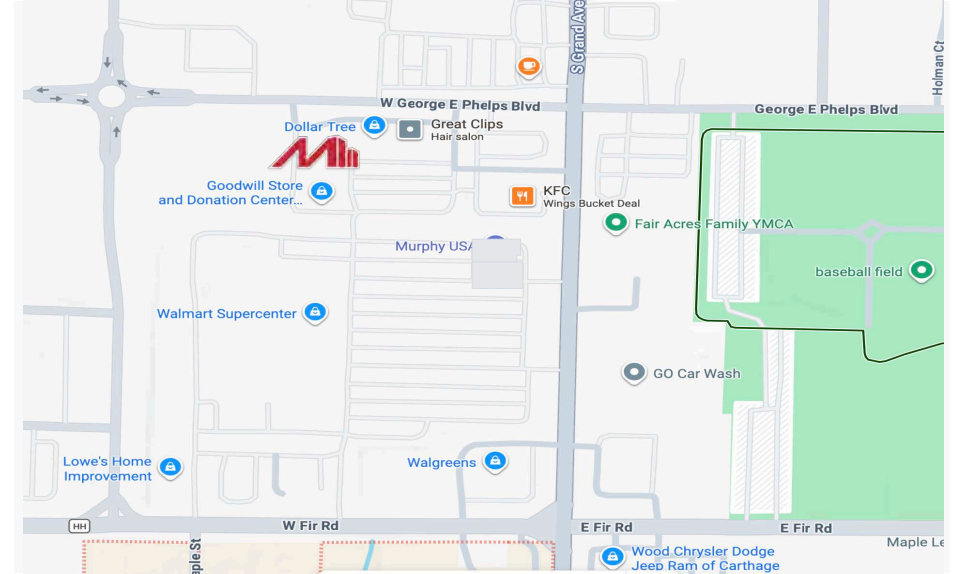 S Grand Ave
Holman Ct
W George E Phelps Blvd
George E Phelps Blvd
Dollar Tree
Great Clips
Hair salon
Goodwill Store
and Donation Center...
KFC
Wings Bucket Deal
Fair Acres Family YMCA
Murphy USA
baseball field
Walmart Supercenter
GO Car Wash
Lowe's Home
Improvement
Walgreens
HH
W Fir Rd
E Fir Rd
E Fir Rd
aple St
Maple Le
Wood Chrysler Dodge
Jeep Ram of Carthage